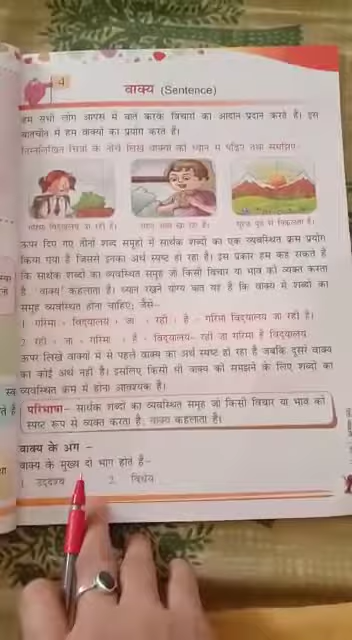 4
वाक्य (Sentence)
हम सभी लोग आपस में बात करके विचारों का आदान प्रदान करते हैं। इस
बातचीत में हम वाक्यों का प्रयोग करते हैं।
निम्नलिखित चित्रों के नीचे लिखे वाक्यों को ध्यान से पढ़िए तथा समझिए-
गरिमा विद्यालय जा रही है।
सूरज पूर्व से निकलता है।
ऊपर दिए गए तीनों शब्द समूहों में सार्थक शब्दों का एक व्यवस्थित क्रम प्रयोग
किया गया है जिससे इनका अर्थ स्पष्ट हो रहा है। इस प्रकार हम कह सकते हैं
कि सार्थक शब्दों का व्यवस्थित समूह जो किसी विचार या भाव को व्यक्त करता
है, वाक्य कहलाता है। ध्यान रखने योग्य बात यह है कि वाक्य में शब्दों का
समूह व्यवस्थित होना चाहिए; जैसे-
1 गरिमा + विद्यालय + जा + रही + है = गरिमा विद्यालय जा रही है।
2 रही + जा + गरिमा + है + विद्यालय= रही जा गरिमा है विद्यालय
ऊपर लिखे वाक्यों में से पहले वाक्य का अर्थ स्पष्ट हो रहा है जबकि दूसरे वाक्य
का कोई अर्थ नहीं है। इसलिए किसी भी वाक्य को समझने के लिए शब्दों का
व्यवस्थित क्रम में होना आवश्यक है।
परिभाषा- सार्थक शब्दों का व्यवस्थित समूह जो किसी विचार या भाव को
स्पष्ट रूप से व्यक्त करता है; वाक्य कहलाता है।
वाक्य के अंग -
वाक्य के मुख्य दो भाग होते हैं-
1. उद्देश्य 2. विधेय